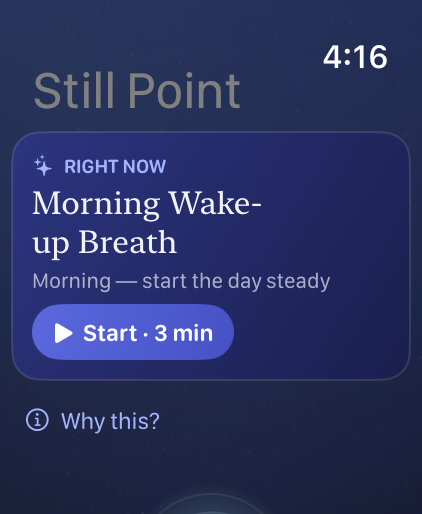 4:16
Still Point
RIGHT NOW
Morning Wake-
up Breath
Morning — start the day steady
Start · 3 min
Why this?